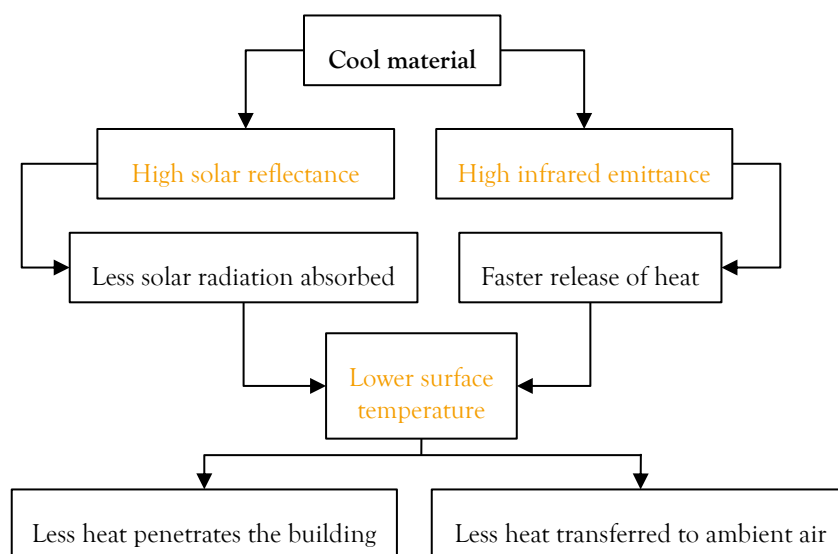 Cool material
High solar reflectance
High infrared emittance
Less solar radiation absorbed
Faster release of heat
Lower surface
temperature
Less heat penetrates the building
Less heat transferred to ambient air